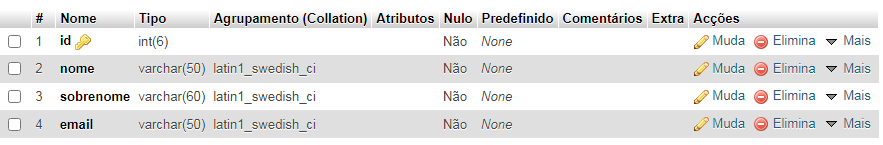 # Nome Tipo Agrupamento (Collation) Atributos Nulo Predefinido Comentários Extra Acções
1 id int(6) Não None Muda Elimina Mais
2 nome varchar(50) latin1_swedish_ci Não None Muda Elimina Mais
3 sobrenome varchar(60) latin1_swedish_ci Não None Muda Elimina Mais
4 email varchar(50) latin1_swedish_ci Não None Muda Elimina Mais